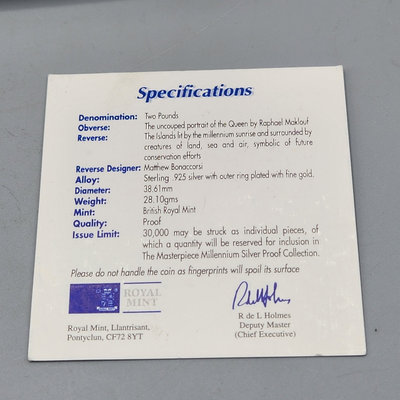 Specifications
Denomination: Two Pounds
Obverse: The uncouped portrait of the Queen by Raphael Maklouf
Reverse: The Islands lit by the millennium sunrise and surrounded by
creatures of land, sea and air, symbolic of future
conservation efforts
Reverse Designer: Matthew Bonaccorsi
Alloy: Sterling .925 silver with outer ring plated with fine gold.
Diameter: 38.61mm
Weight: 28.10gms
Mint: British Royal Mint
Quality: Proof
Issue Limit: 30,000 may be struck as individual pieces, of
which a quantity will be reserved for inclusion in
The Masterpiece Millennium Silver Proof Collection.
Please do not handle the coin as fingerprints will spoil its surface
ROYAL
MINT
Royal Mint, Llantrisant,
Pontyclun, CF72 8YT
R de L Holmes
Deputy Master
(Chief Executive)